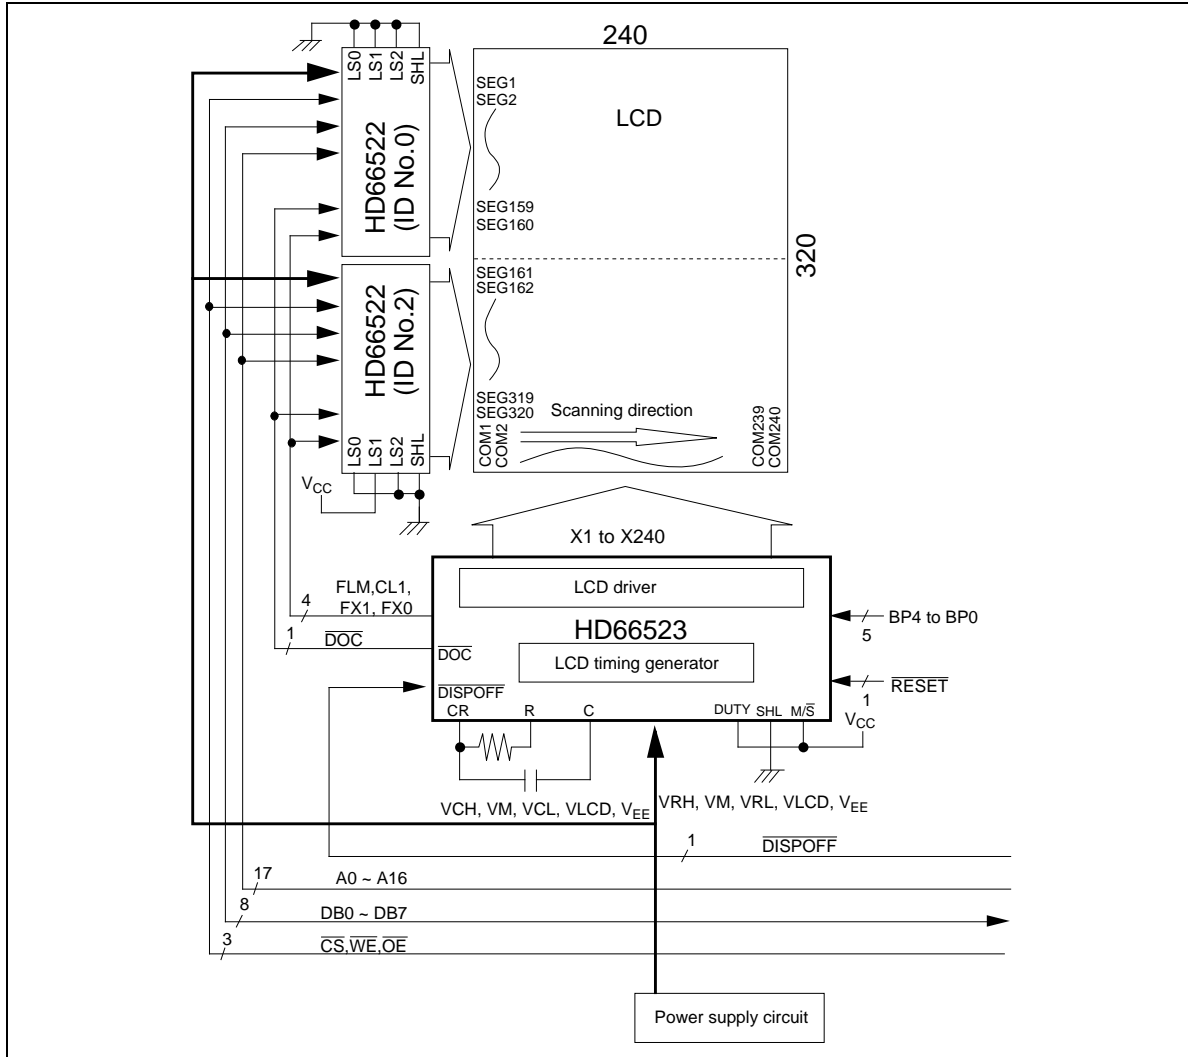 240
LS0
LS1
LS2
SHL
HD66522
(ID No.0)
SEG1
SEG2
LCD
SEG159
SEG160
320
HD66522
(ID No.2)
SEG161
SEG162
SEG319
SEG320
Scanning direction
COM1
COM2
COM239
COM240
LS0
LS1
LS2
SHL
VCC
X1 to X240
LCD driver
FLM,CL1,
4
FX1, FX0
HD66523
BP4 to BP0
5
1
DOC
DOC
LCD timing generator
RESET
1
DISPOFF
CR
R
C
DUTY
SHL
M/S
VCC
VCH, VM, VCL, VLCD, VEE
VRH, VM, VRL, VLCD, VEE
1
DISPOFF
17
A0 ~ A16
8
DB0 ~ DB7
3
CS,WE,OE
Power supply circuit